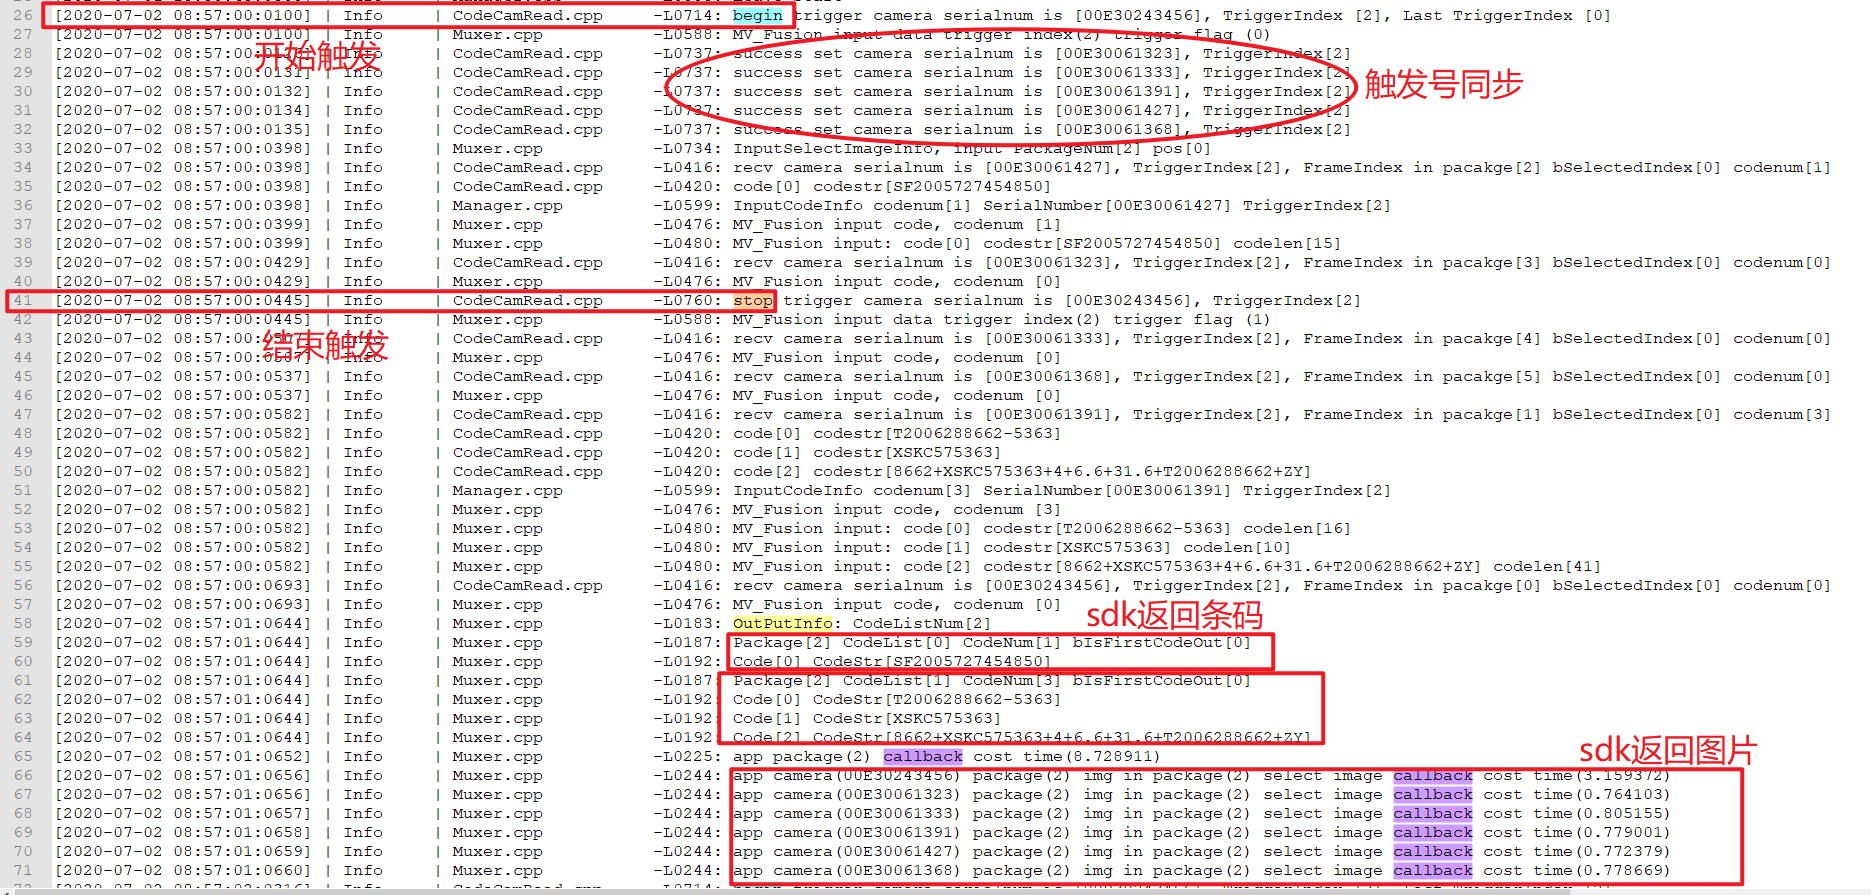 26 [2020-07-02 08:57:00:0100] | Info | CodeCamRead.cpp -L0714: begin trigger camera serialnum is [00E30243456], TriggerIndex [2], Last TriggerIndex [0]
27 [2020-07-02 08:57:00:0100] | Info | Muxer.cpp -L0588: MV_Fusion input data trigger index(2) trigger flag (0)
开始触发
28 [2020-07-02 08:57:00: | Info | CodeCamRead.cpp -L0737: success set camera serialnum is [00E30061323], TriggerIndex[2]
29 [2020-07-02 08:57:00:0131] | Info | CodeCamRead.cpp -L0737: success set camera serialnum is [00E30061333], TriggerIndex[2]
触发号同步
30 [2020-07-02 08:57:00:0132] | Info | CodeCamRead.cpp -L0737: success set camera serialnum is [00E30061391], TriggerIndex[2]
31 [2020-07-02 08:57:00:0134] | Info | CodeCamRead.cpp -L0737: success set camera serialnum is [00E30061427], TriggerIndex[2]
32 [2020-07-02 08:57:00:0135] | Info | CodeCamRead.cpp -L0737: success set camera serialnum is [00E30061368], TriggerIndex[2]
33 [2020-07-02 08:57:00:0398] | Info | Muxer.cpp -L0734: InputSelectImageInfo, input PackageNum[2] pos[0]
34 [2020-07-02 08:57:00:0398] | Info | CodeCamRead.cpp -L0416: recv camera serialnum is [00E30061427], TriggerIndex[2], FrameIndex in pacakge[2] bSelectedIndex[0] codenum[1]
35 [2020-07-02 08:57:00:0398] | Info | CodeCamRead.cpp -L0420: code[0] codestr[SF2005727454850]
36 [2020-07-02 08:57:00:0398] | Info | Manager.cpp -L0599: InputCodeInfo codenum[1] SerialNumber[00E30061427] TriggerIndex[2]
37 [2020-07-02 08:57:00:0399] | Info | Muxer.cpp -L0476: MV_Fusion input code, codenum [1]
38 [2020-07-02 08:57:00:0399] | Info | Muxer.cpp -L0480: MV_Fusion input: code[0] codestr[SF2005727454850] codelen[15]
39 [2020-07-02 08:57:00:0429] | Info | CodeCamRead.cpp -L0416: recv camera serialnum is [00E30061323], TriggerIndex[2], FrameIndex in pacakge[3] bSelectedIndex[0] codenum[0]
40 [2020-07-02 08:57:00:0429] | Info | Muxer.cpp -L0476: MV_Fusion input code, codenum [0]
41 [2020-07-02 08:57:00:0445] | Info | CodeCamRead.cpp -L0760: stop trigger camera serialnum is [00E30243456], TriggerIndex[2]
42 [2020-07-02 08:57:00:0445] | Info | Muxer.cpp -L0588: MV_Fusion input data trigger index(2) trigger flag (1)
结束触发
43 [2020-07-02 08:57:00: | Info | CodeCamRead.cpp -L0416: recv camera serialnum is [00E30061333], TriggerIndex[2], FrameIndex in pacakge[4] bSelectedIndex[0] codenum[0]
44 [2020-07-02 08:57:00: | Info | Muxer.cpp -L0476: MV_Fusion input code, codenum [0]
45 [2020-07-02 08:57:00:0537] | Info | CodeCamRead.cpp -L0416: recv camera serialnum is [00E30061368], TriggerIndex[2], FrameIndex in pacakge[5] bSelectedIndex[0] codenum[0]
46 [2020-07-02 08:57:00:0537] | Info | Muxer.cpp -L0476: MV_Fusion input code, codenum [0]
47 [2020-07-02 08:57:00:0582] | Info | CodeCamRead.cpp -L0416: recv camera serialnum is [00E30061391], TriggerIndex[2], FrameIndex in pacakge[1] bSelectedIndex[0] codenum[3]
48 [2020-07-02 08:57:00:0582] | Info | CodeCamRead.cpp -L0420: code[0] codestr[T2006288662-5363]
49 [2020-07-02 08:57:00:0582] | Info | CodeCamRead.cpp -L0420: code[1] codestr[XSKC575363]
50 [2020-07-02 08:57:00:0582] | Info | CodeCamRead.cpp -L0420: code[2] codestr[8662+XSKC575363+4+6.6+31.6+T2006288662+ZY]
51 [2020-07-02 08:57:00:0582] | Info | Manager.cpp -L0599: InputCodeInfo codenum[3] SerialNumber[00E30061391] TriggerIndex[2]
52 [2020-07-02 08:57:00:0582] | Info | Muxer.cpp -L0476: MV_Fusion input code, codenum [3]
53 [2020-07-02 08:57:00:0582] | Info | Muxer.cpp -L0480: MV_Fusion input: code[0] codestr[T2006288662-5363] codelen[16]
54 [2020-07-02 08:57:00:0582] | Info | Muxer.cpp -L0480: MV_Fusion input: code[1] codestr[XSKC575363] codelen[10]
55 [2020-07-02 08:57:00:0582] | Info | Muxer.cpp -L0480: MV_Fusion input: code[2] codestr[8662+XSKC575363+4+6.6+31.6+T2006288662+ZY] codelen[41]
56 [2020-07-02 08:57:00:0693] | Info | CodeCamRead.cpp -L0416: recv camera serialnum is [00E30243456], TriggerIndex[2], FrameIndex in pacakge[0] bSelectedIndex[0] codenum[0]
57 [2020-07-02 08:57:00:0693] | Info | Muxer.cpp -L0476: MV_Fusion input code, codenum [0]
sdk返回条码
58 [2020-07-02 08:57:01:0644] | Info | Muxer.cpp -L0183: OutPutInfo: CodeListNum[2]
59 [2020-07-02 08:57:01:0644] | Info | Muxer.cpp -L0187: Package[2] CodeList[0] CodeNum[1] bIsFirstCodeOut[0]
60 [2020-07-02 08:57:01:0644] | Info | Muxer.cpp -L0192: Code[0] CodeStr[SF2005727454850]
61 [2020-07-02 08:57:01:0644] | Info | Muxer.cpp -L0187: Package[2] CodeList[1] CodeNum[3] bIsFirstCodeOut[0]
62 [2020-07-02 08:57:01:0644] | Info | Muxer.cpp -L0192: Code[0] CodeStr[T2006288662-5363]
63 [2020-07-02 08:57:01:0644] | Info | Muxer.cpp -L0192: Code[1] CodeStr[XSKC575363]
64 [2020-07-02 08:57:01:0644] | Info | Muxer.cpp -L0192: Code[2] CodeStr[8662+XSKC575363+4+6.6+31.6+T2006288662+ZY]
65 [2020-07-02 08:57:01:0652] | Info | Muxer.cpp -L0225: app package(2) callback cost time(8.728911)
sdk返回图片
66 [2020-07-02 08:57:01:0656] | Info | Muxer.cpp -L0244: app camera(00E30243456) package(2) img in package(2) select image callback cost time(3.159372)
67 [2020-07-02 08:57:01:0656] | Info | Muxer.cpp -L0244: app camera(00E30061323) package(2) img in package(2) select image callback cost time(0.764103)
68 [2020-07-02 08:57:01:0657] | Info | Muxer.cpp -L0244: app camera(00E30061333) package(2) img in package(2) select image callback cost time(0.805155)
69 [2020-07-02 08:57:01:0658] | Info | Muxer.cpp -L0244: app camera(00E30061391) package(2) img in package(2) select image callback cost time(0.779001)
70 [2020-07-02 08:57:01:0659] | Info | Muxer.cpp -L0244: app camera(00E30061427) package(2) img in package(2) select image callback cost time(0.772379)
71 [2020-07-02 08:57:01:0660] | Info | Muxer.cpp -L0244: app camera(00E30061368) package(2) img in package(2) select image callback cost time(0.778669)